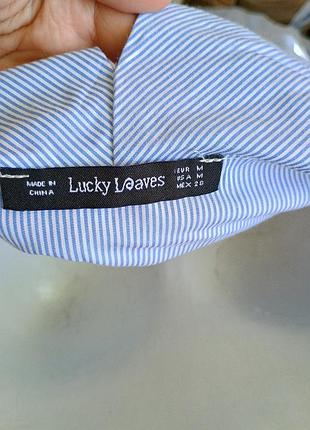 MADE IN
CHINA
Lucky Leaves
EUR M
USA M
MEX 28